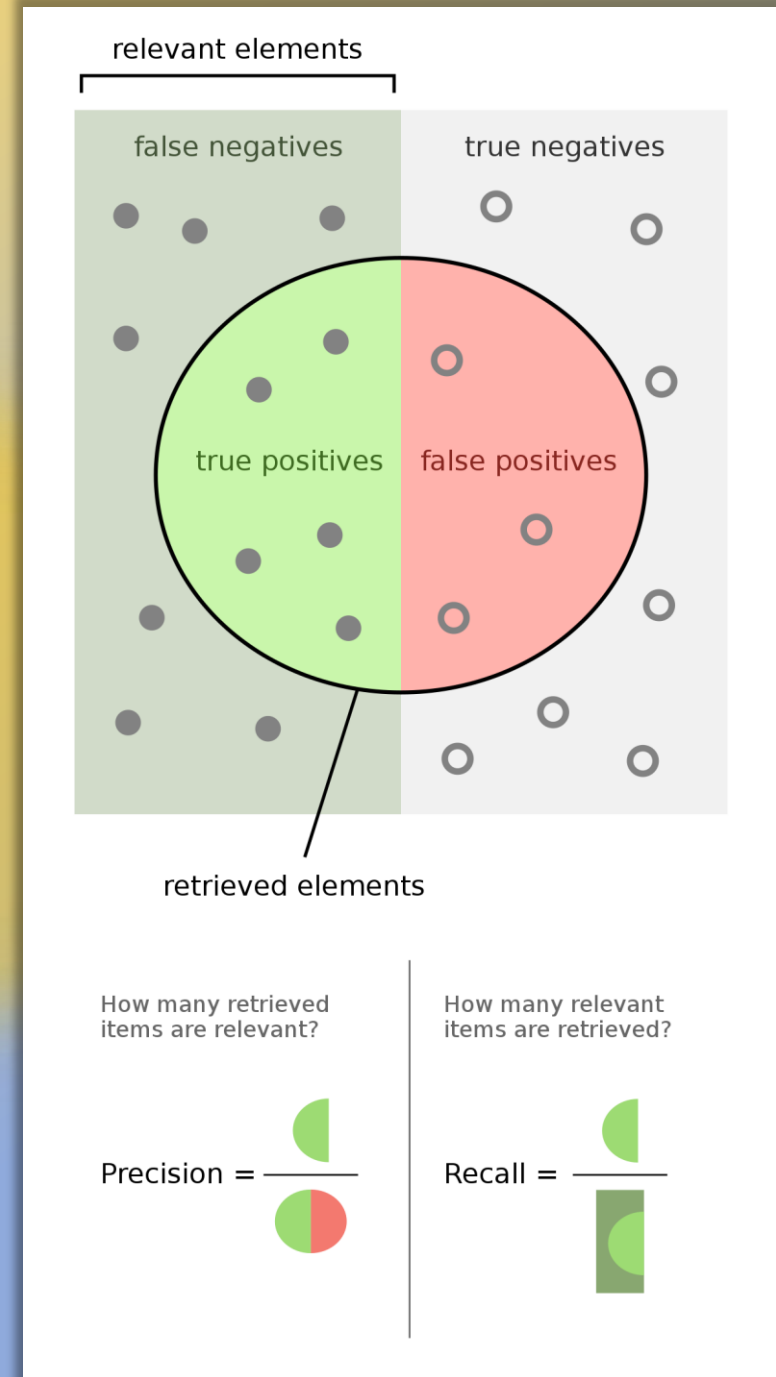 relevant elements
false negatives
true negatives
true positives
false positives
retrieved elements
How many retrieved
items are relevant?
How many relevant
items are retrieved?
Precision =
Recall =